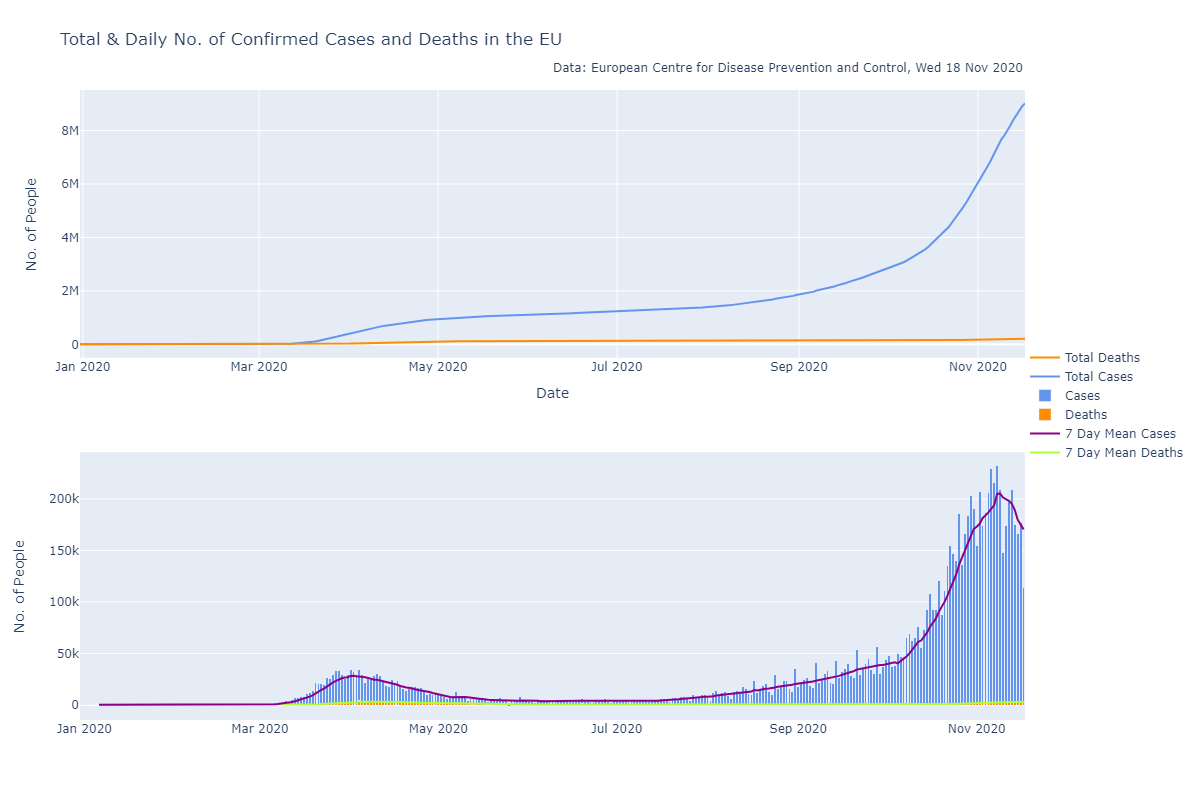 Total & Daily No. of Confirmed Cases and Deaths in the EU
Data: European Centre for Disease Prevention and Control, Wed 18 Nov 2020
No. of People
8M
6M
4M
2M
0
Jan 2020
Mar 2020
May 2020
Jul 2020
Sep 2020
Nov 2020
Date
Total Deaths
Total Cases
Cases
Deaths
7 Day Mean Cases
7 Day Mean Deaths
No. of People
200k
150k
100k
50k
0
Jan 2020
Mar 2020
May 2020
Jul 2020
Sep 2020
Nov 2020